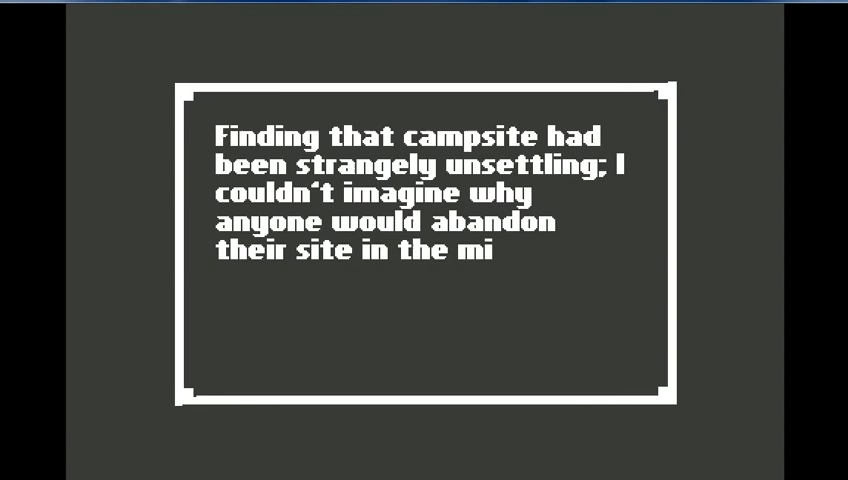 Finding that campsite had
been strangely unsettling; I
couldn't imagine why
anyone would abandon
their site in the mi